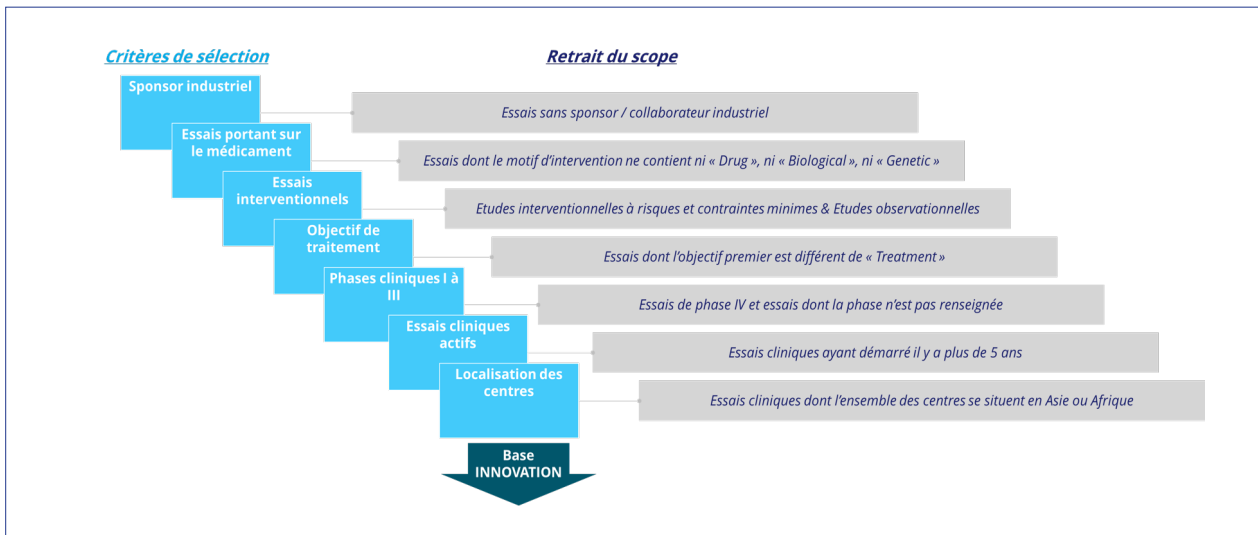 Critères de sélection
Retrait du scope
Sponsor industriel
Essais sans sponsor / collaborateur industriel
Essais portant sur
le médicament
Essais dont le motif d’intervention ne contient ni « Drug », ni « Biological », ni « Genetic »
Essais
interventionnels
Etudes interventionnelles à risques et contraintes minimes & Etudes observationnelles
Objectif de
traitement
Essais dont l’objectif premier est différent de « Treatment »
Phases cliniques I à
III
Essais de phase IV et essais dont la phase n’est pas renseignée
Essais cliniques
actifs
Essais cliniques ayant démarré il y a plus de 5 ans
Localisation des
centres
Essais cliniques dont l’ensemble des centres se situent en Asie ou Afrique
Base
INNOVATION